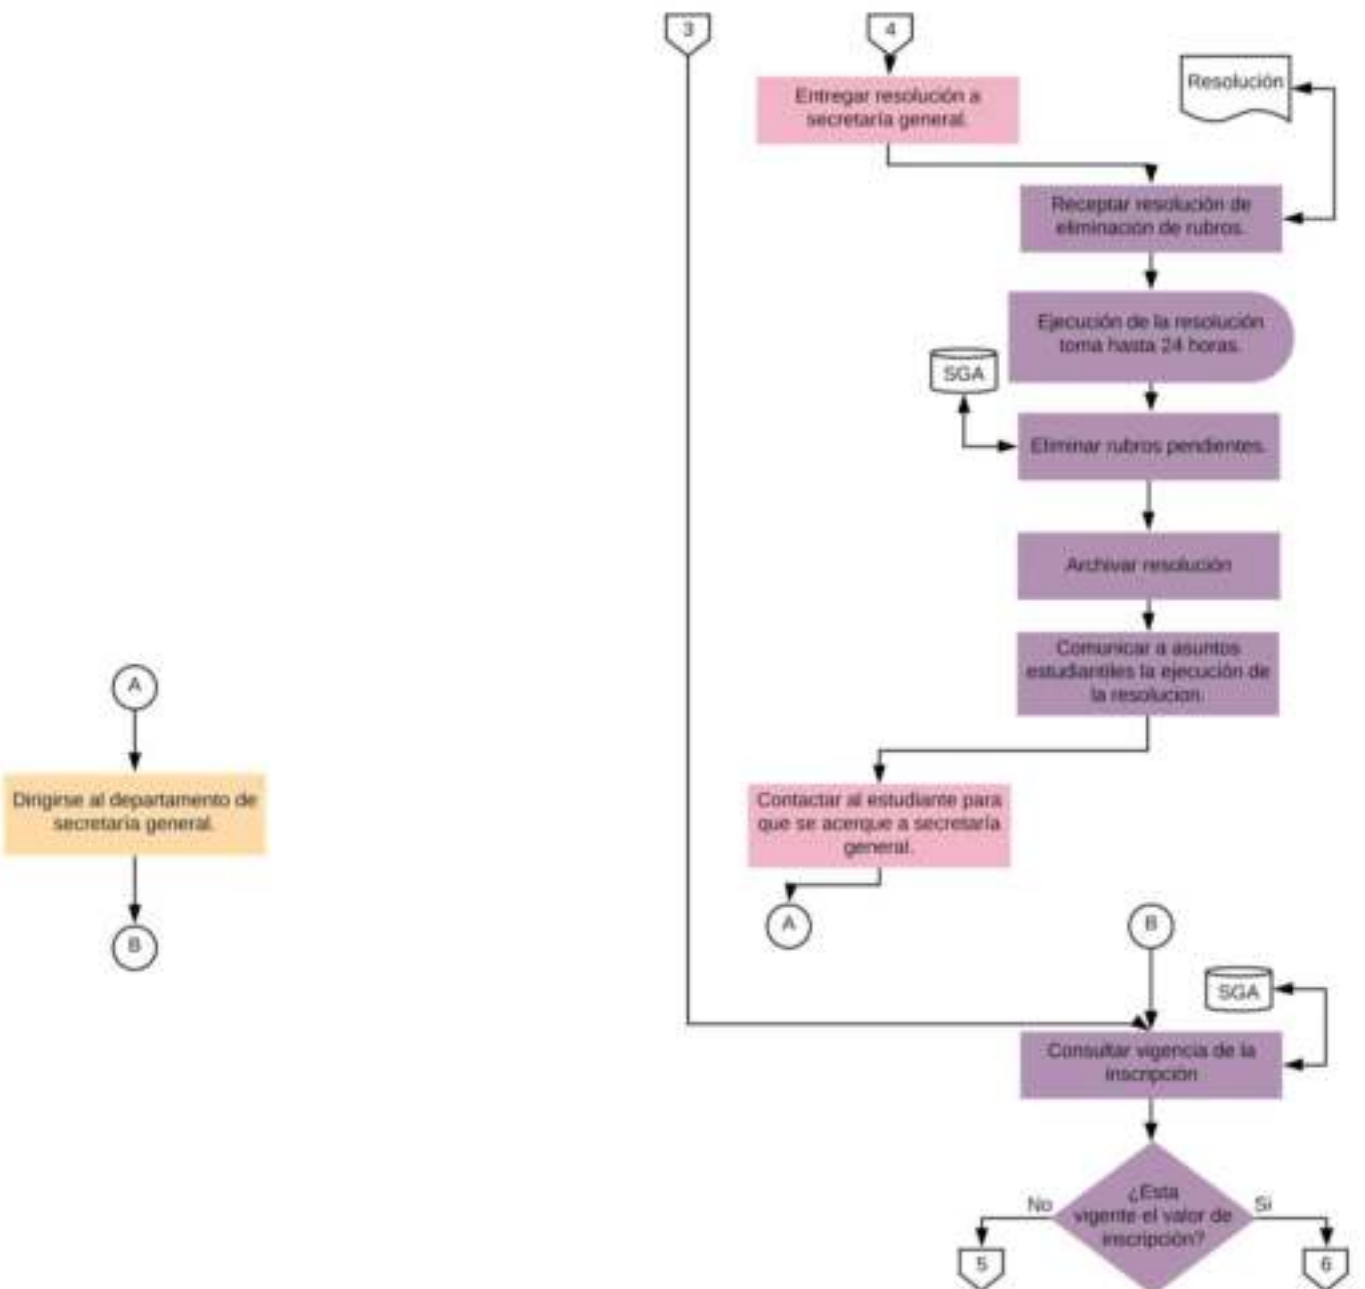 3
4
Resolución
Entregar resolución a
secretaría general.
Receptar resolución de
eliminación de rubros.
Ejecución de la resolución
toma hasta 24 horas.
SGA
Eliminar rubros pendientes.
Archivar resolución
Comunicar a asuntos
estudiantiles la ejecución de
la resolucion.
A
Dirigirse al departamento de
secretaría general.
B
Contactar al estudiante para
que se acerque a secretaría
general.
A
B
SGA
Consultar vigencia de la
inscripción
¿Esta
vigente el valor de
inscripción?
No
Si
5
6